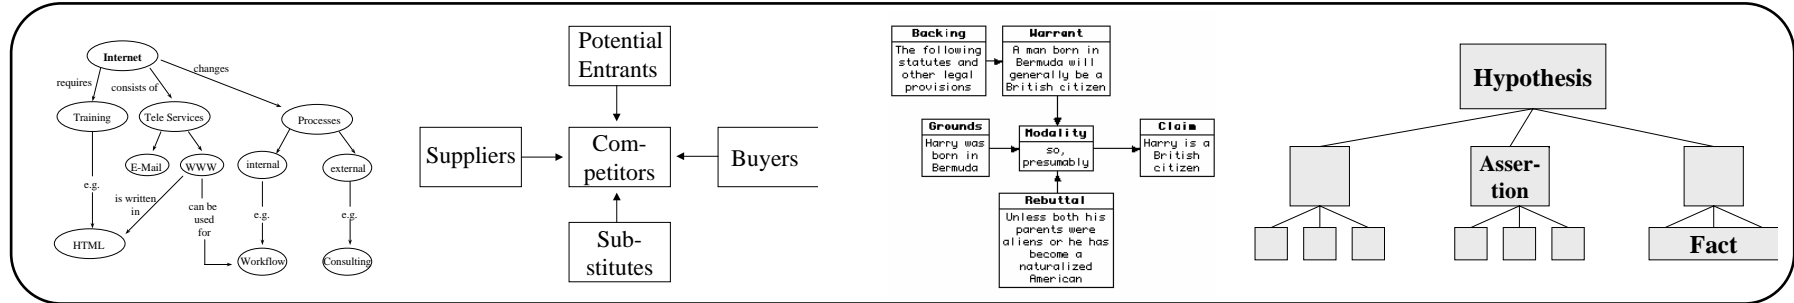 Internet
requires
consists of
changes
Training
Tele Services
Processes
E-Mail
WWW
internal
external
e.g.
is written
in
can be
used
for
e.g.
e.g.
HTML
Workflow
Consulting
Potential
Entrants
Suppliers
Com-
petitors
Buyers
Sub-
stitutes
Backing
The following
statutes and
other legal
provisions
Warrant
A man born in
Bermuda will
generally be a
British citizen
Grounds
Harry was
born in
Bermuda
Modality
so,
presumably
Claim
Harry is a
British
citizen
Rebuttal
Unless both his
parents were
aliens or he has
become a
naturalized
American
Hypothesis
Asser-
tion
Fact